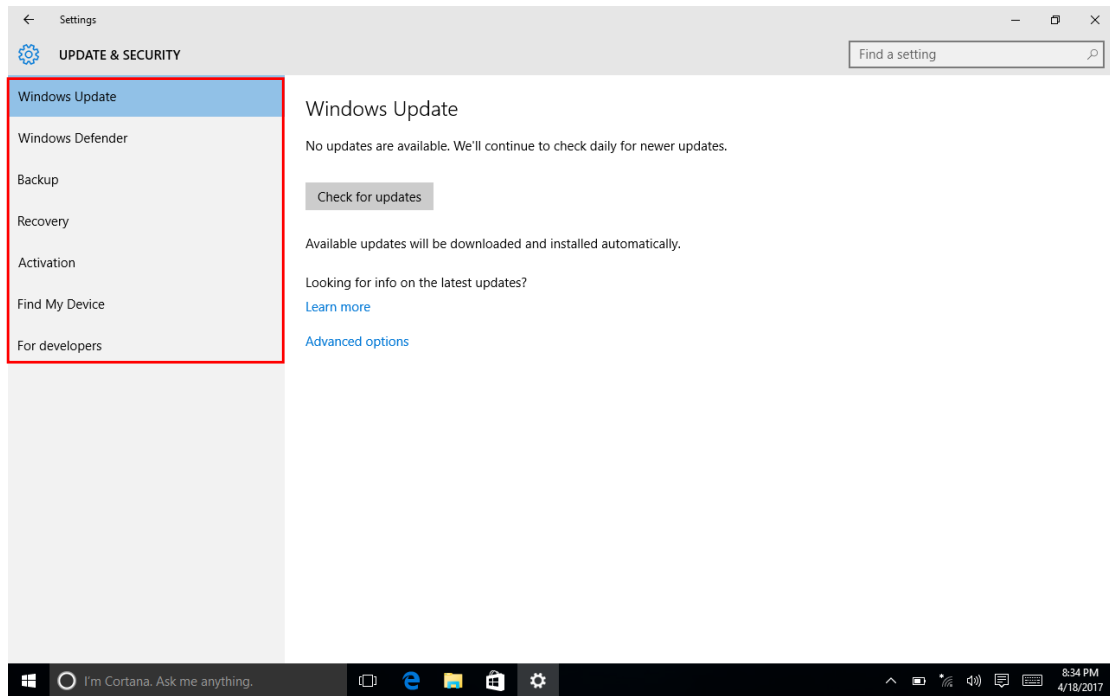 Settings
UPDATE & SECURITY
Find a setting
Windows Update
Windows Defender
Backup
Recovery
Activation
Find My Device
For developers
Windows Update
No updates are available. We'll continue to check daily for newer updates.
Check for updates
Available updates will be downloaded and installed automatically.
Looking for info on the latest updates?
Learn more
Advanced options
I'm Cortana. Ask me anything.
8:34 PM
4/18/2017